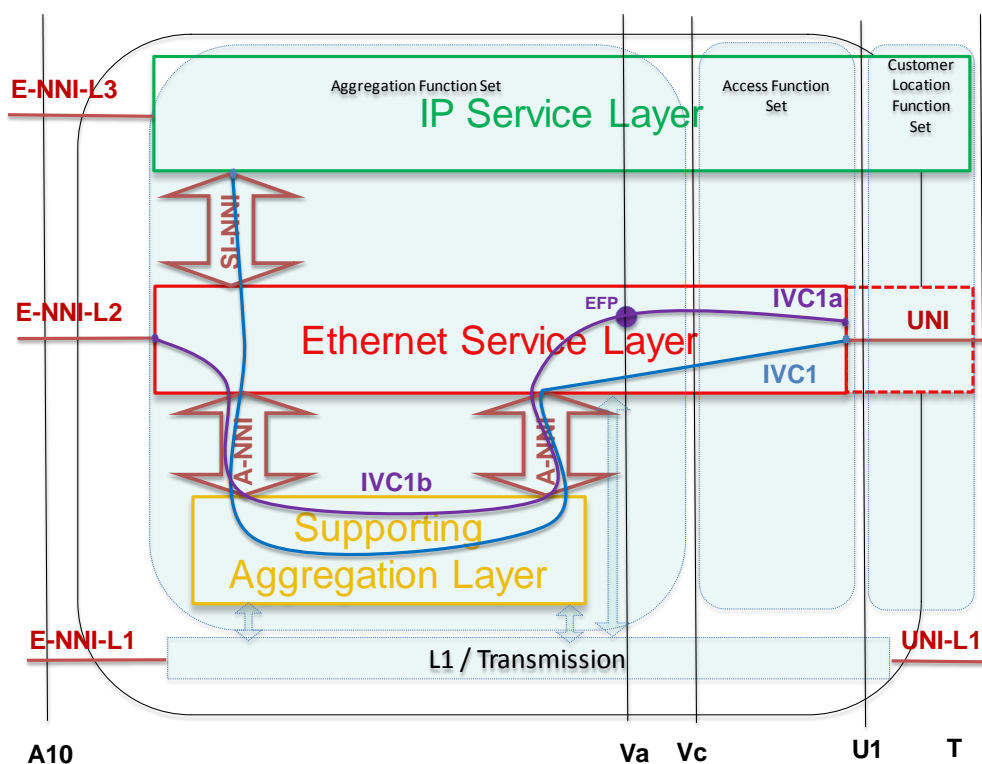 E-NNI-L3
Aggregation Function Set
IP Service Layer
Access Function
Set
Customer
Location
Function
Set
SI-NNI
E-NNI-L2
Ethernet Service Layer
EFP
IVC1a
IVC1
UNI
A-NNI
A-NNI
IVC1b
Supporting
Aggregation Layer
E-NNI-L1
L1 / Transmission
UNI-L1
A10
Va
Vc
U1
T